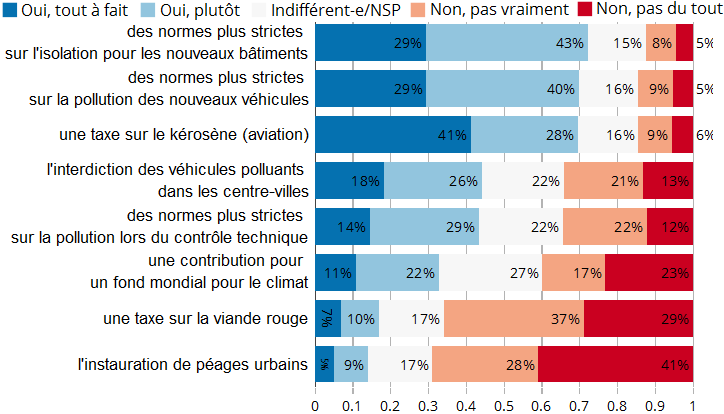 Oui, tout à fait Oui, plutôt Indifférent-e/NSP Non, pas vraiment Non, pas du tout
des normes plus strictes
sur l'isolation pour les nouveaux bâtiments 29% 43% 15% 8% 5%
des normes plus strictes
sur la pollution des nouveaux véhicules 29% 40% 16% 9% 5%
une taxe sur le kérosène (aviation) 41% 28% 16% 9% 6%
l'interdiction des véhicules polluants
dans les centre-villes 18% 26% 22% 21% 13%
des normes plus strictes
sur la pollution lors du contrôle technique 14% 29% 22% 22% 12%
une contribution pour
un fond mondial pour le climat 11% 22% 27% 17% 23%
une taxe sur la viande rouge 7% 10% 17% 37% 29%
l'instauration de péages urbains 5% 9% 17% 28% 41%
0 0.1 0.2 0.3 0.4 0.5 0.6 0.7 0.8 0.9 1